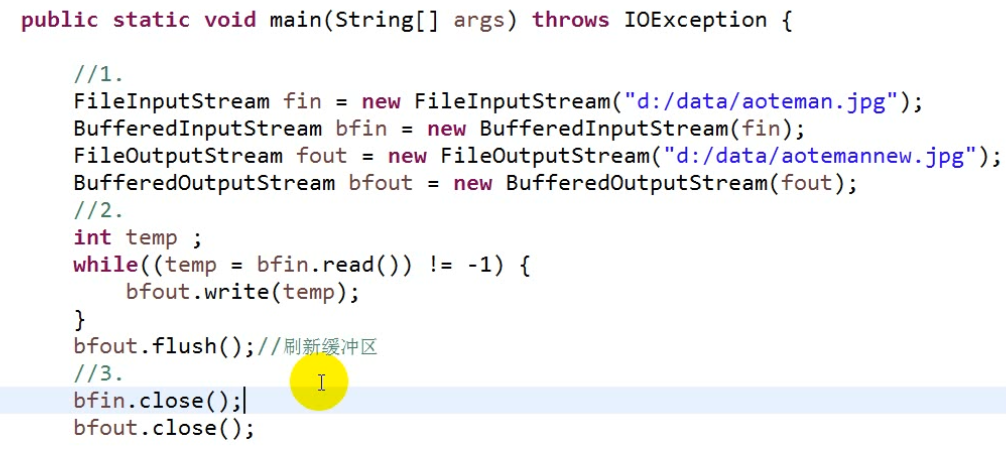 public static void main(String[] args) throws IOException {
//1.
FileInputStream fin = new FileInputStream("d:/data/aoteman.jpg");
BufferedInputStream bfin = new BufferedInputStream(fin);
FileOutputStream fout = new FileOutputStream("d:/data/aotemannew.jpg");
BufferedOutputStream bfout = new BufferedOutputStream(fout);
//2.
int temp ;
while((temp = bfin.read()) != -1) {
bfout.write(temp);
}
bfout.flush();//刷新缓冲区
//3.
bfin.close();
bfout.close();